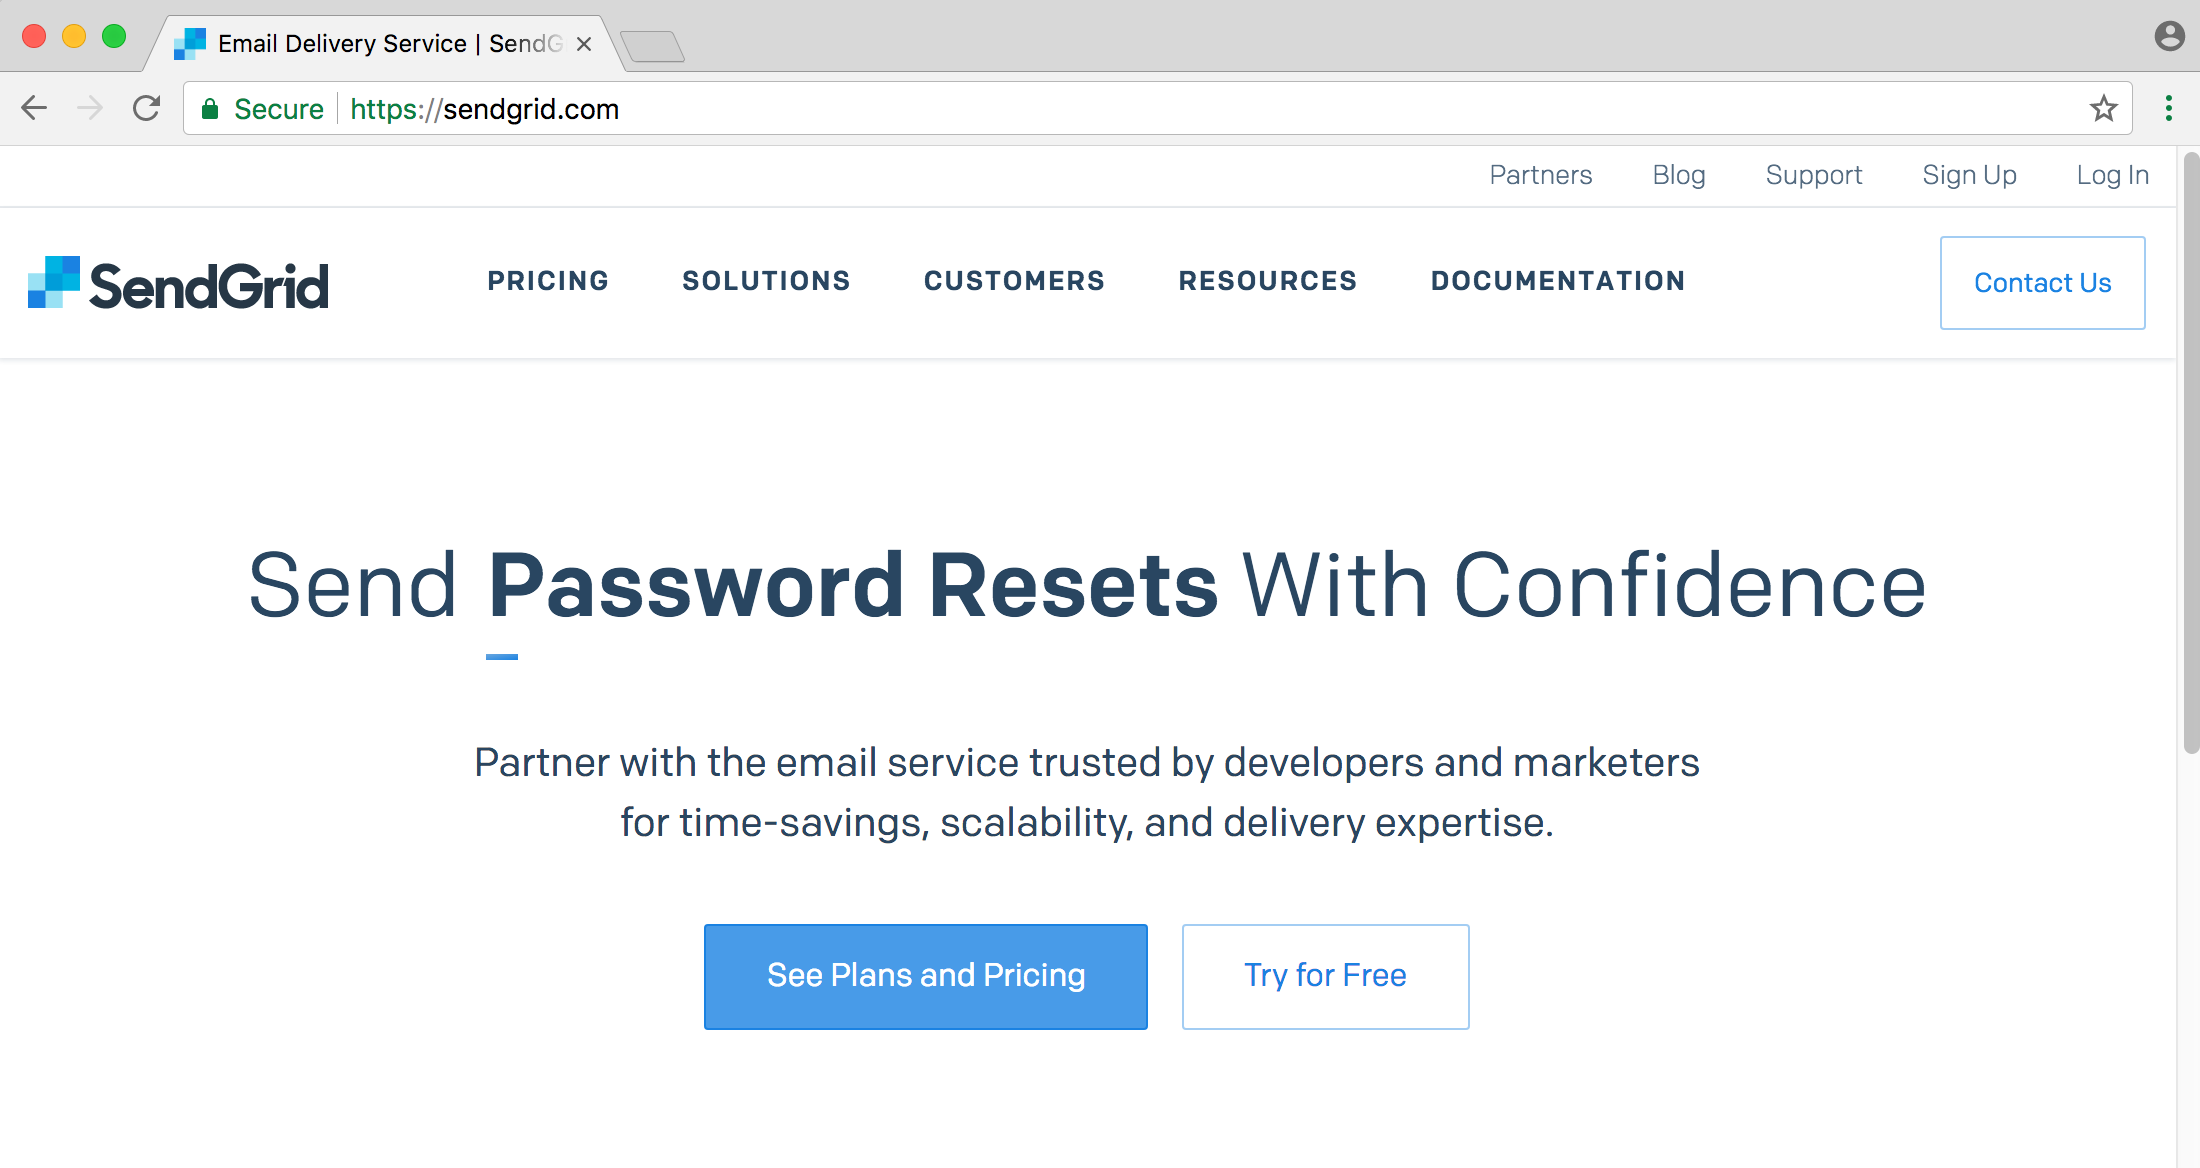 Email Delivery Service | SendG
Secure https://sendgrid.com
Partners Blog Support Sign Up Log In
SendGrid PRICING SOLUTIONS CUSTOMERS RESOURCES DOCUMENTATION Contact Us
Send Password Resets With Confidence
Partner with the email service trusted by developers and marketers
for time-savings, scalability, and delivery expertise.
See Plans and Pricing Try for Free